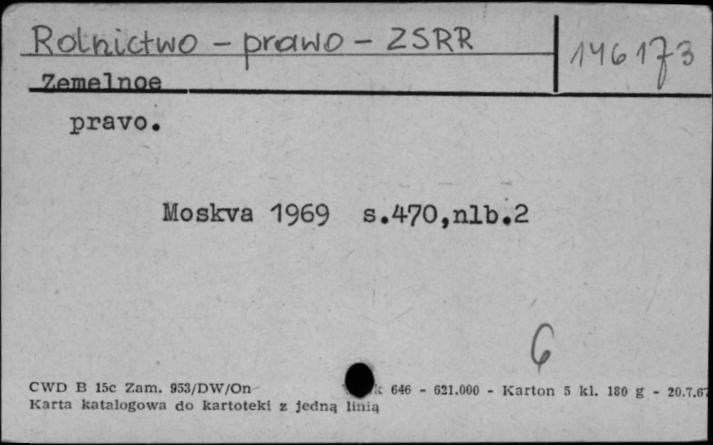 Rolnictwo - prawo - ZSRR
146173
Zemelnoe
pravo.
Moskva 1969 s.470,nlb.2
6
CWD B 15c Zam. 953/DW/On 646 - 621.000 - Karton 5 kl. 180 g - 20.7.67
Karta katalogowa do kartoteki z jedną linią